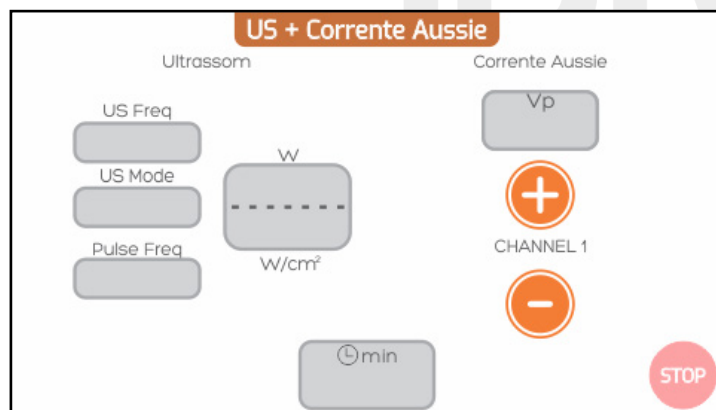 US + Corrente Aussie
Ultrassom
Corrente Aussie
US Freq
Vp
US Mode
W
Pulse Freq
W/cm²
+
CHANNEL 1
-
min
STOP